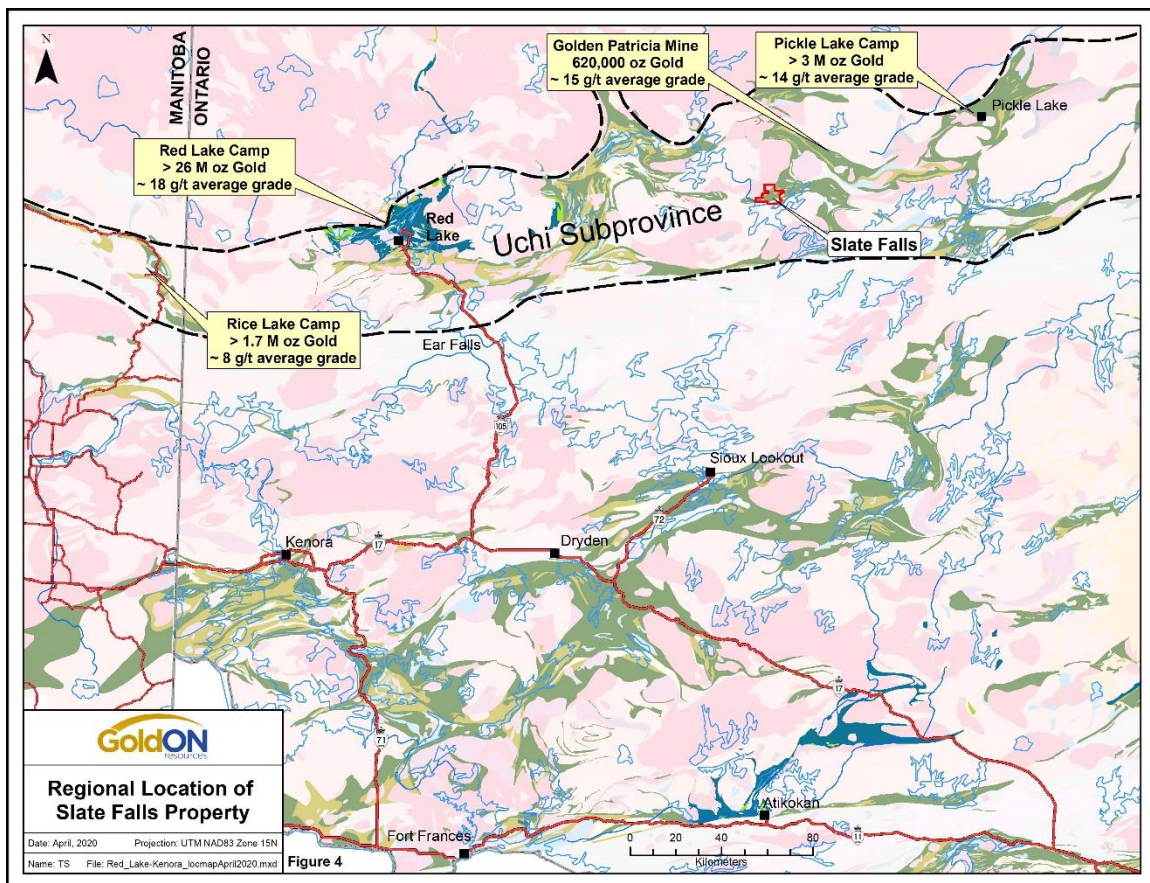 N
MANITOBA
ONTARIO
Golden Patricia Mine
620,000 oz Gold
~ 15 g/t average grade
Pickle Lake Camp
> 3 M oz Gold
~ 14 g/t average grade
Pickle Lake
Red Lake Camp
> 26 M oz Gold
~ 18 g/t average grade
Red
Lake
Uchi Subprovince
Slate Falls
Rice Lake Camp
> 1.7 M oz Gold
~ 8 g/t average grade
Ear Falls
105
Sioux Lookout
72
Kenora
17
Dryden
17
71
Atikokan
11
Fort Frances
0 20 40 60 80
Kilometers
GoldON
resources
Regional Location of
Slate Falls Property
Date: April, 2020 Projection: UTM NAD83 Zone 15N
Name: TS File: Red_Lake-Kenora_locmapApril2020.mxd
Figure 4